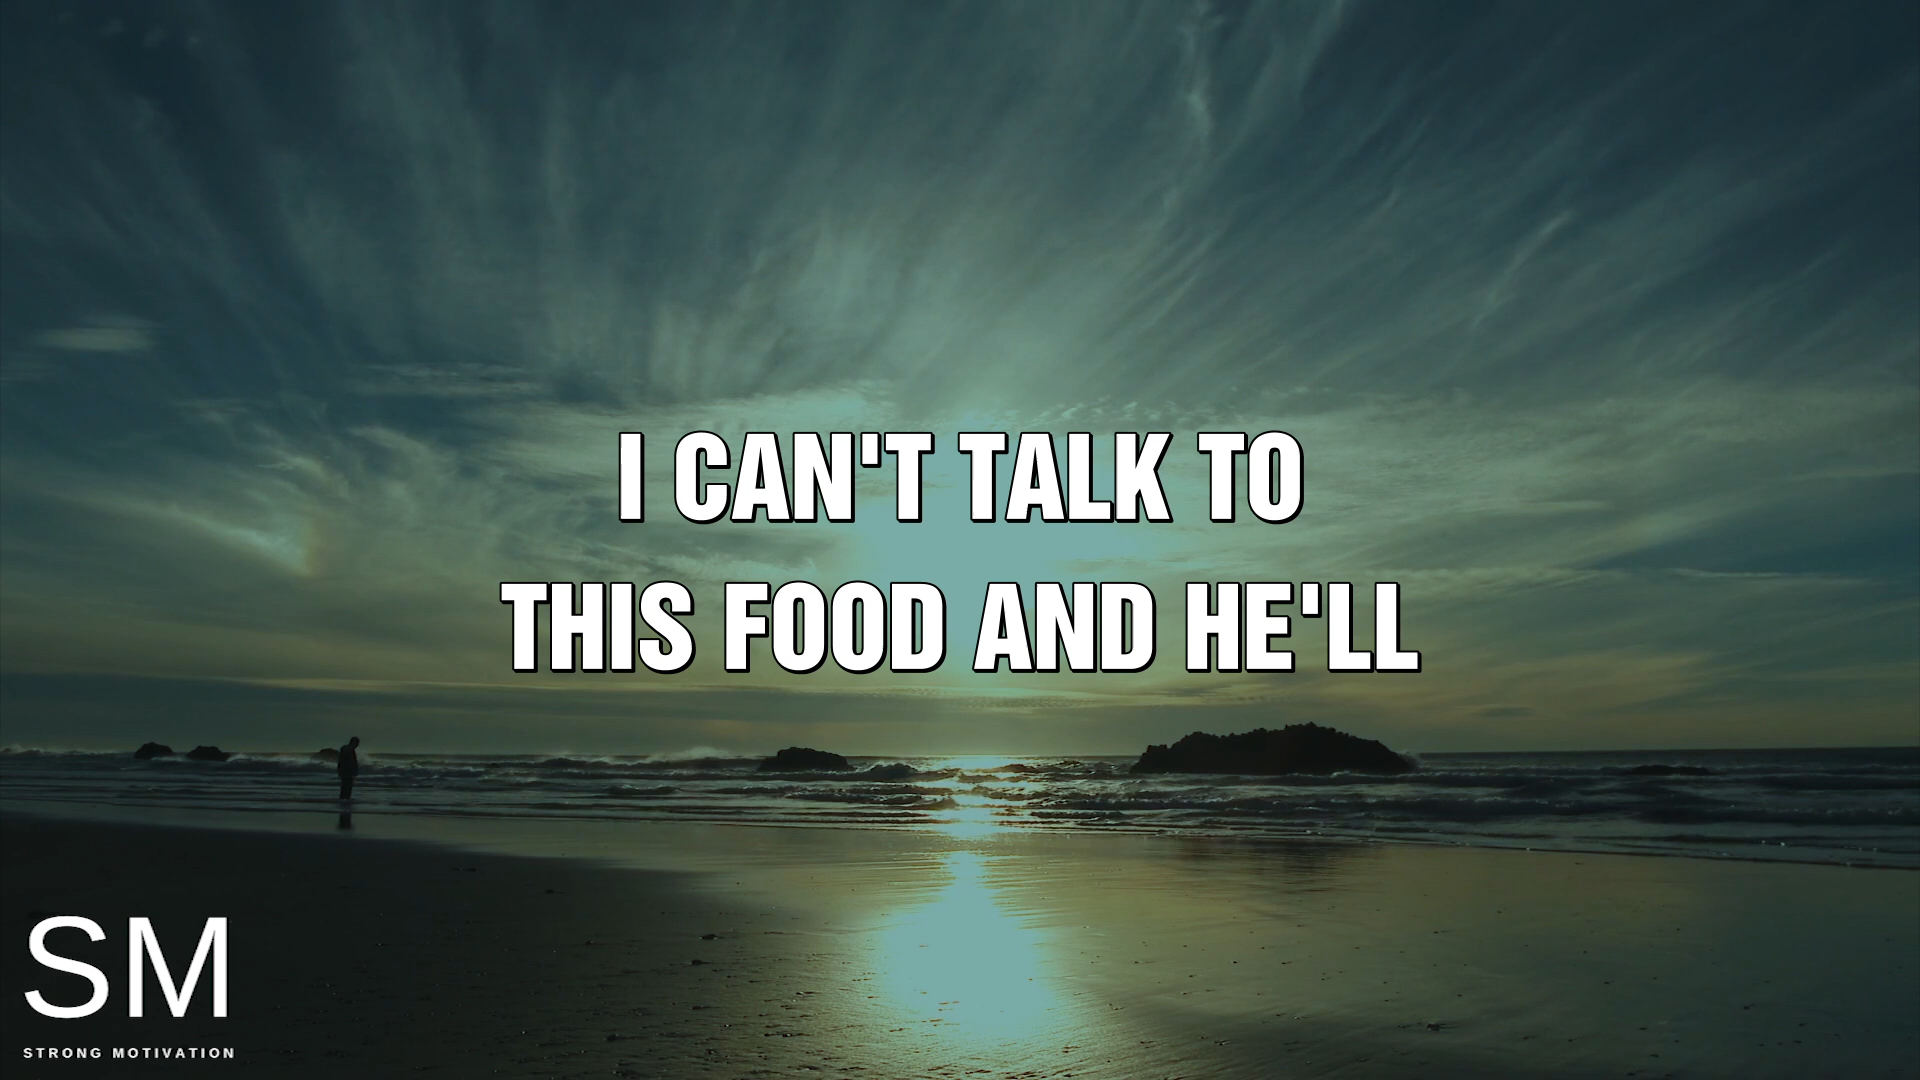 I CAN'T TALK TO
THIS FOOD AND HE'LL
SM
STRONG MOTIVATION